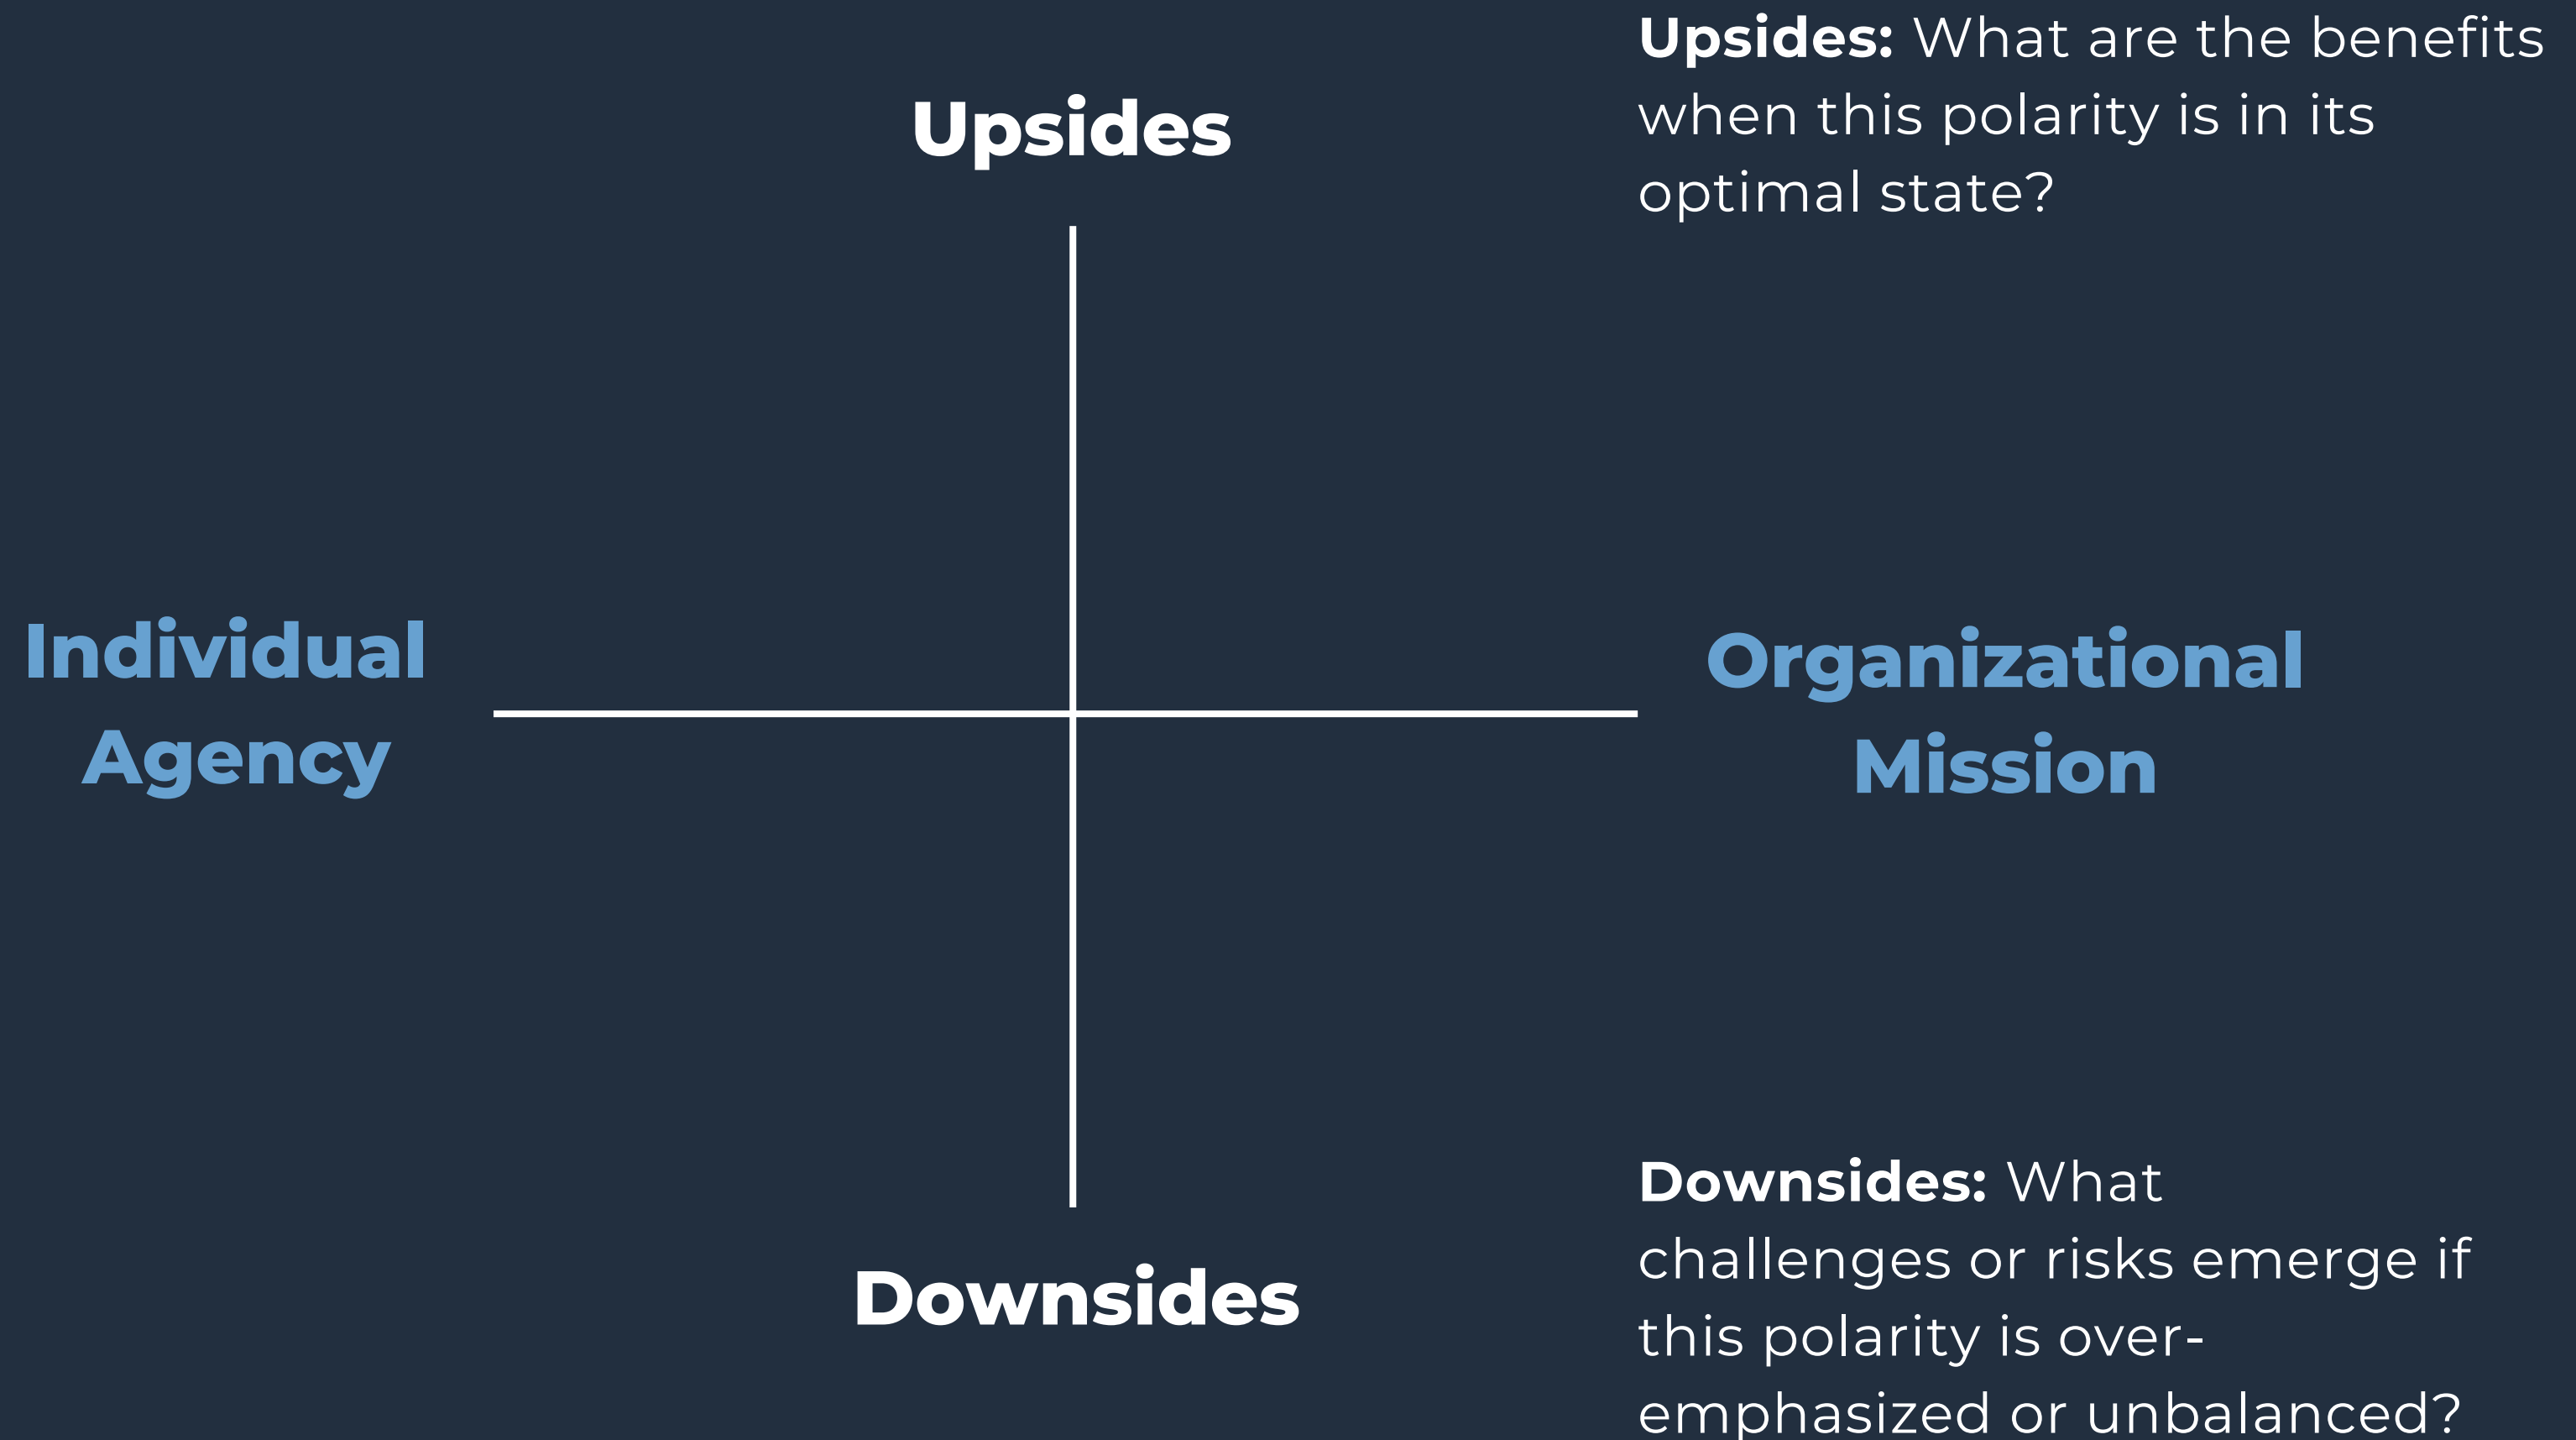 Upsides: What are the benefits
when this polarity is in its
optimal state?
Upsides
Individual
Agency
Organizational
Mission
Downsides: What
challenges or risks emerge if
this polarity is over-
emphasized or unbalanced?
Downsides